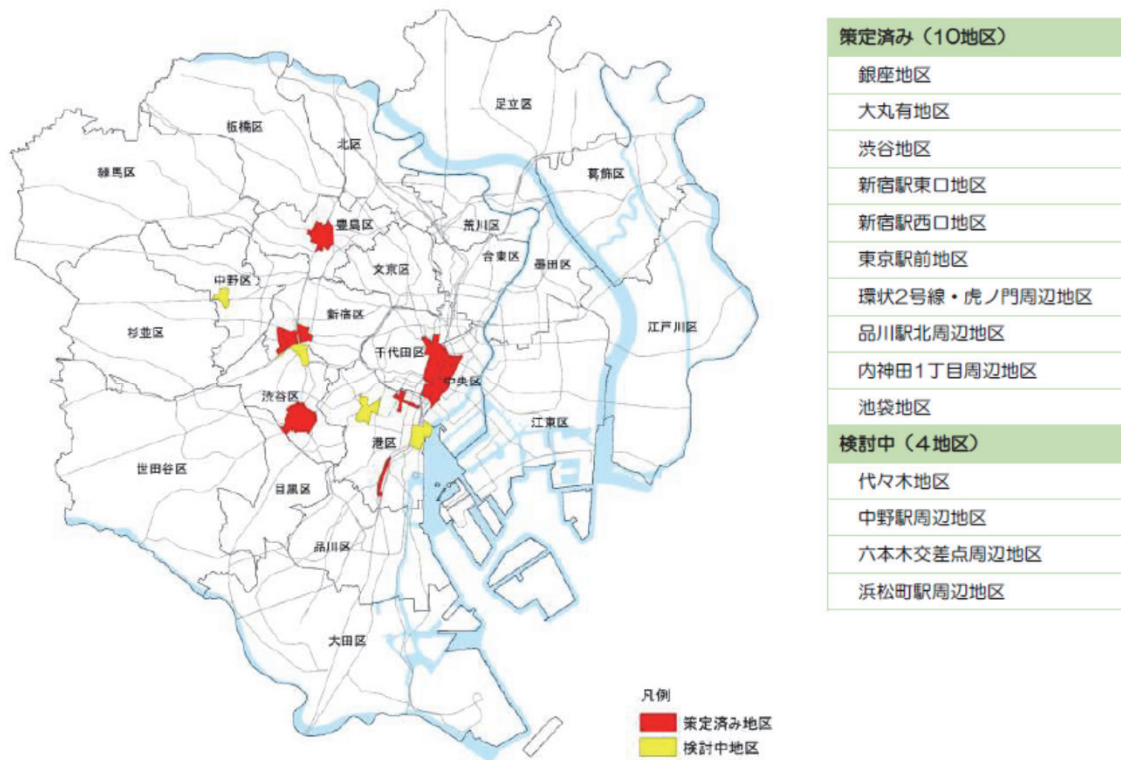 足立区
板橋区
北区
葛飾区
練馬区
豊島区
荒川区
文京区
台東区
墨田区
中野区
新宿区
杉並区
千代田区
江戸川区
中央区
渋谷区
江東区
港区
世田谷区
目黒区
品川区
大田区
凡例
策定済み地区
検討中地区
策定済み（10地区）
銀座地区
大丸有地区
渋谷地区
新宿駅東口地区
新宿駅西口地区
東京駅前地区
環状2号線・虎ノ門周辺地区
品川駅北周辺地区
内神田1丁目周辺地区
池袋地区
検討中（4地区）
代々木地区
中野駅周辺地区
六本木交差点周辺地区
浜松町駅周辺地区